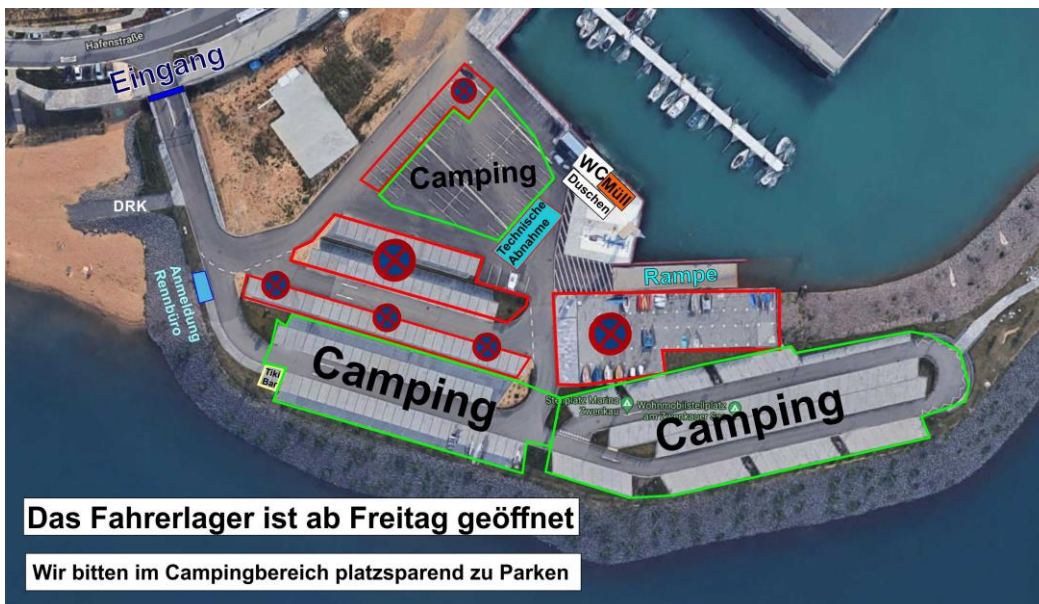 Hafenstraße
Eingang
Camping
WC
Müll
Duschen
DRK
Technische
Abnahme
Rampe
Anmeldung
Rennbüro
Tiki
Bar
Camping
Stellplatz Marina
Zwenkau
Wohnmobilstellplatz
am Zwenkauer See
Camping
Das Fahrerlager ist ab Freitag geöffnet
Wir bitten im Campingbereich platzsparend zu Parken